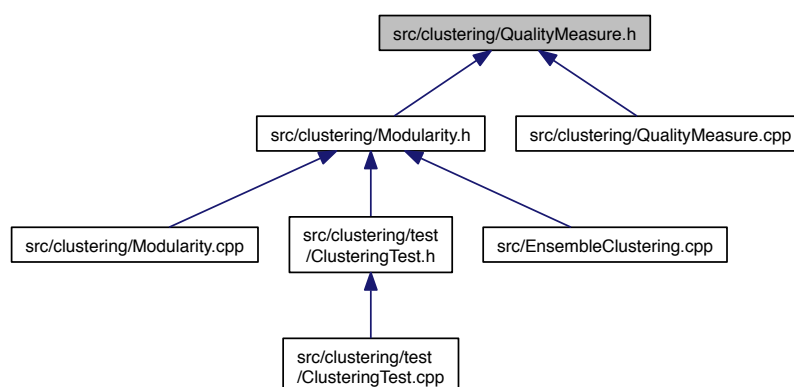 src/clustering/QualityMeasure.h
src/clustering/Modularity.h
src/clustering/QualityMeasure.cpp
src/clustering/Modularity.cpp
src/clustering/test
/ClusteringTest.h
src/EnsembleClustering.cpp
src/clustering/test
/ClusteringTest.cpp